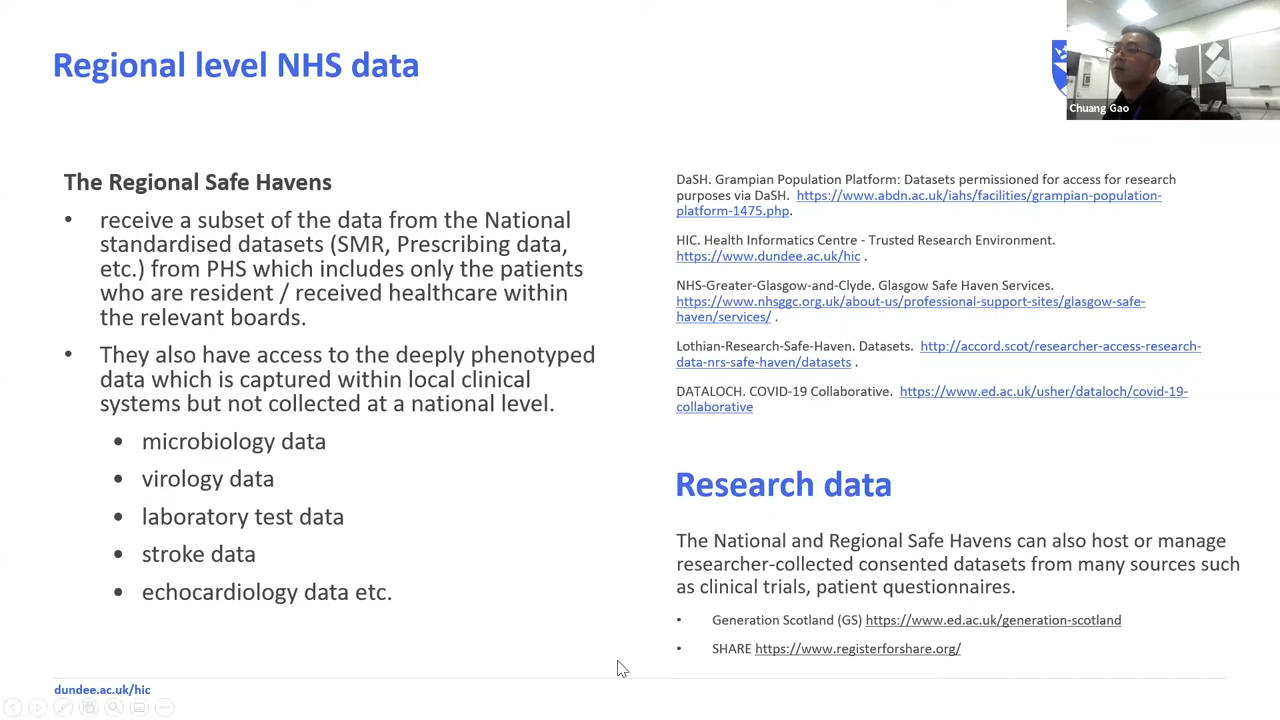 Regional level NHS data
Chuang Gao
The Regional Safe Havens
• receive a subset of the data from the National
standardised datasets (SMR, Prescribing data,
etc.) from PHS which includes only the patients
who are resident / received healthcare within
the relevant boards.
• They also have access to the deeply phenotyped
data which is captured within local clinical
systems but not collected at a national level.
• microbiology data
• virology data
• laboratory test data
• stroke data
• echocardiology data etc.
DaSH. Grampian Population Platform: Datasets permissioned for access for research
purposes via DaSH. https://www.abdn.ac.uk/iahs/facilities/grampian-population-
platform-1475.php.
HIC. Health Informatics Centre - Trusted Research Environment.
https://www.dundee.ac.uk/hic .
NHS-Greater-Glasgow-and-Clyde. Glasgow Safe Haven Services.
https://www.nhsggc.org.uk/about-us/professional-support-sites/glasgow-safe-
haven/services/ .
Lothian-Research-Safe-Haven. Datasets. http://accord.scot/researcher-access-research-
data-nrs-safe-haven/datasets .
DATALOCH. COVID-19 Collaborative. https://www.ed.ac.uk/usher/dataloch/covid-19-
collaborative
Research data
The National and Regional Safe Havens can also host or manage
researcher-collected consented datasets from many sources such
as clinical trials, patient questionnaires.
• Generation Scotland (GS) https://www.ed.ac.uk/generation-scotland
• SHARE https://www.registerforshare.org/
dundee.ac.uk/hic